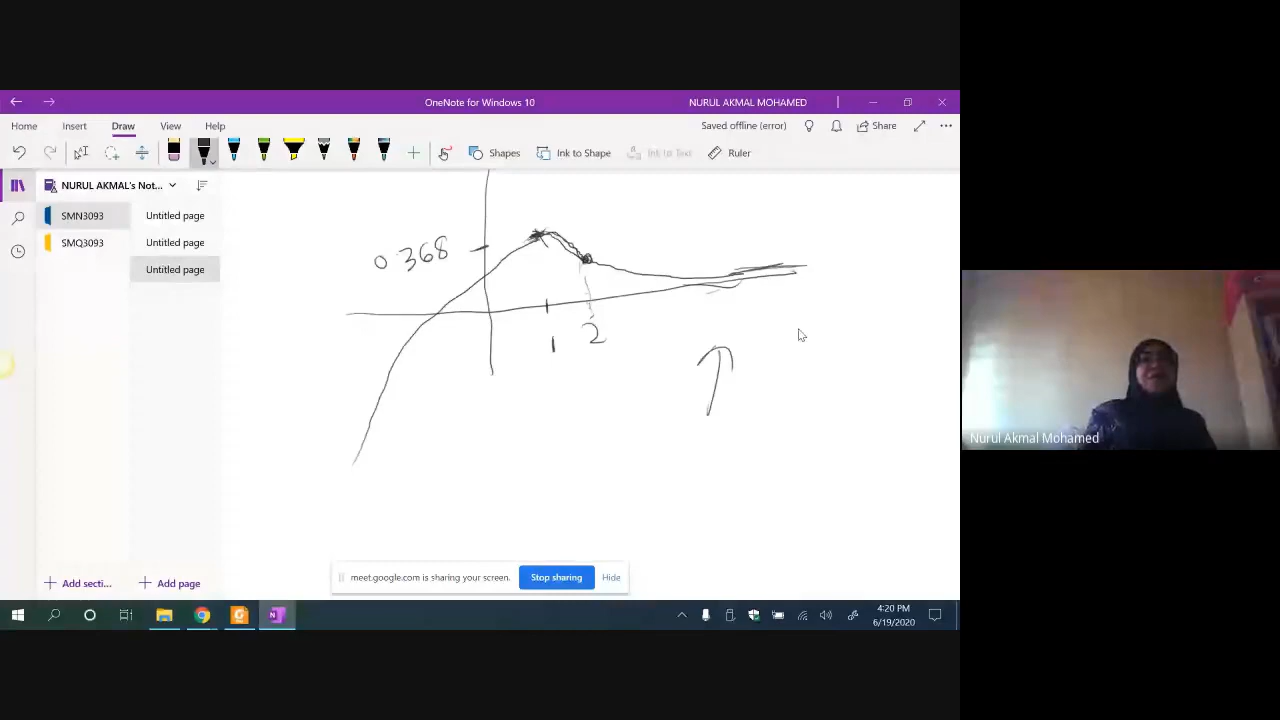 OneNote for Windows 10
NURUL AKMAL MOHAMED
Home Insert Draw View Help
Saved offline (error)
Share
Shapes
Ink to Shape
Ink to Text
Ruler
NURUL AKMAL's Not...
SMN3093
SMQ3093
Untitled page
Untitled page
Untitled page
0.368
1
2
Nurul Akmal Mohamed
Add secti...
Add page
meet.google.com is sharing your screen.
Stop sharing
Hide
4:20 PM
6/19/2020